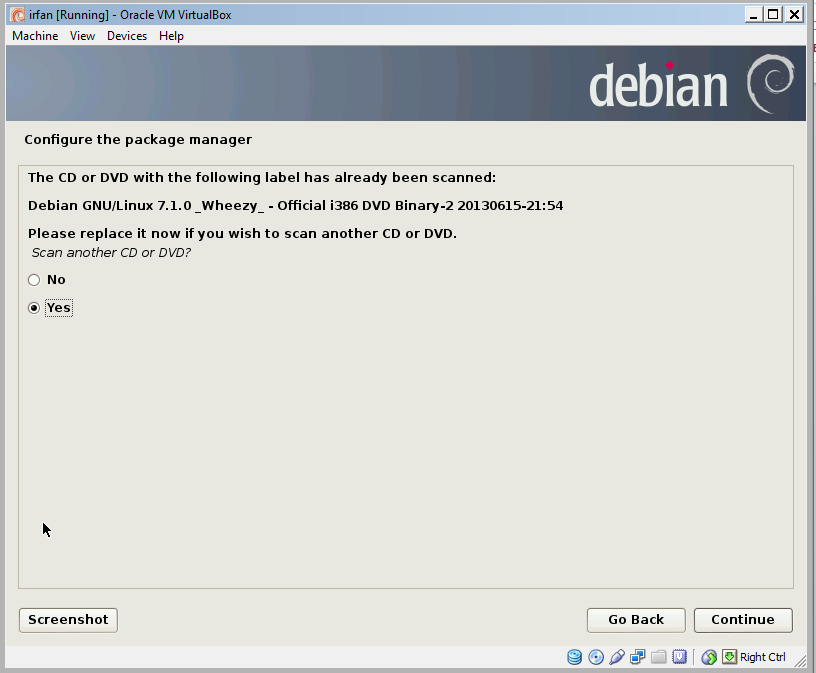 irfan [Running] - Oracle VM VirtualBox
Machine View Devices Help
debian
Configure the package manager
The CD or DVD with the following label has already been scanned:
Debian GNU/Linux 7.1.0 _Wheezy_ - Official i386 DVD Binary-2 20130615-21:54
Please replace it now if you wish to scan another CD or DVD.
Scan another CD or DVD?
No
Yes
Screenshot Go Back Continue
Right Ctrl